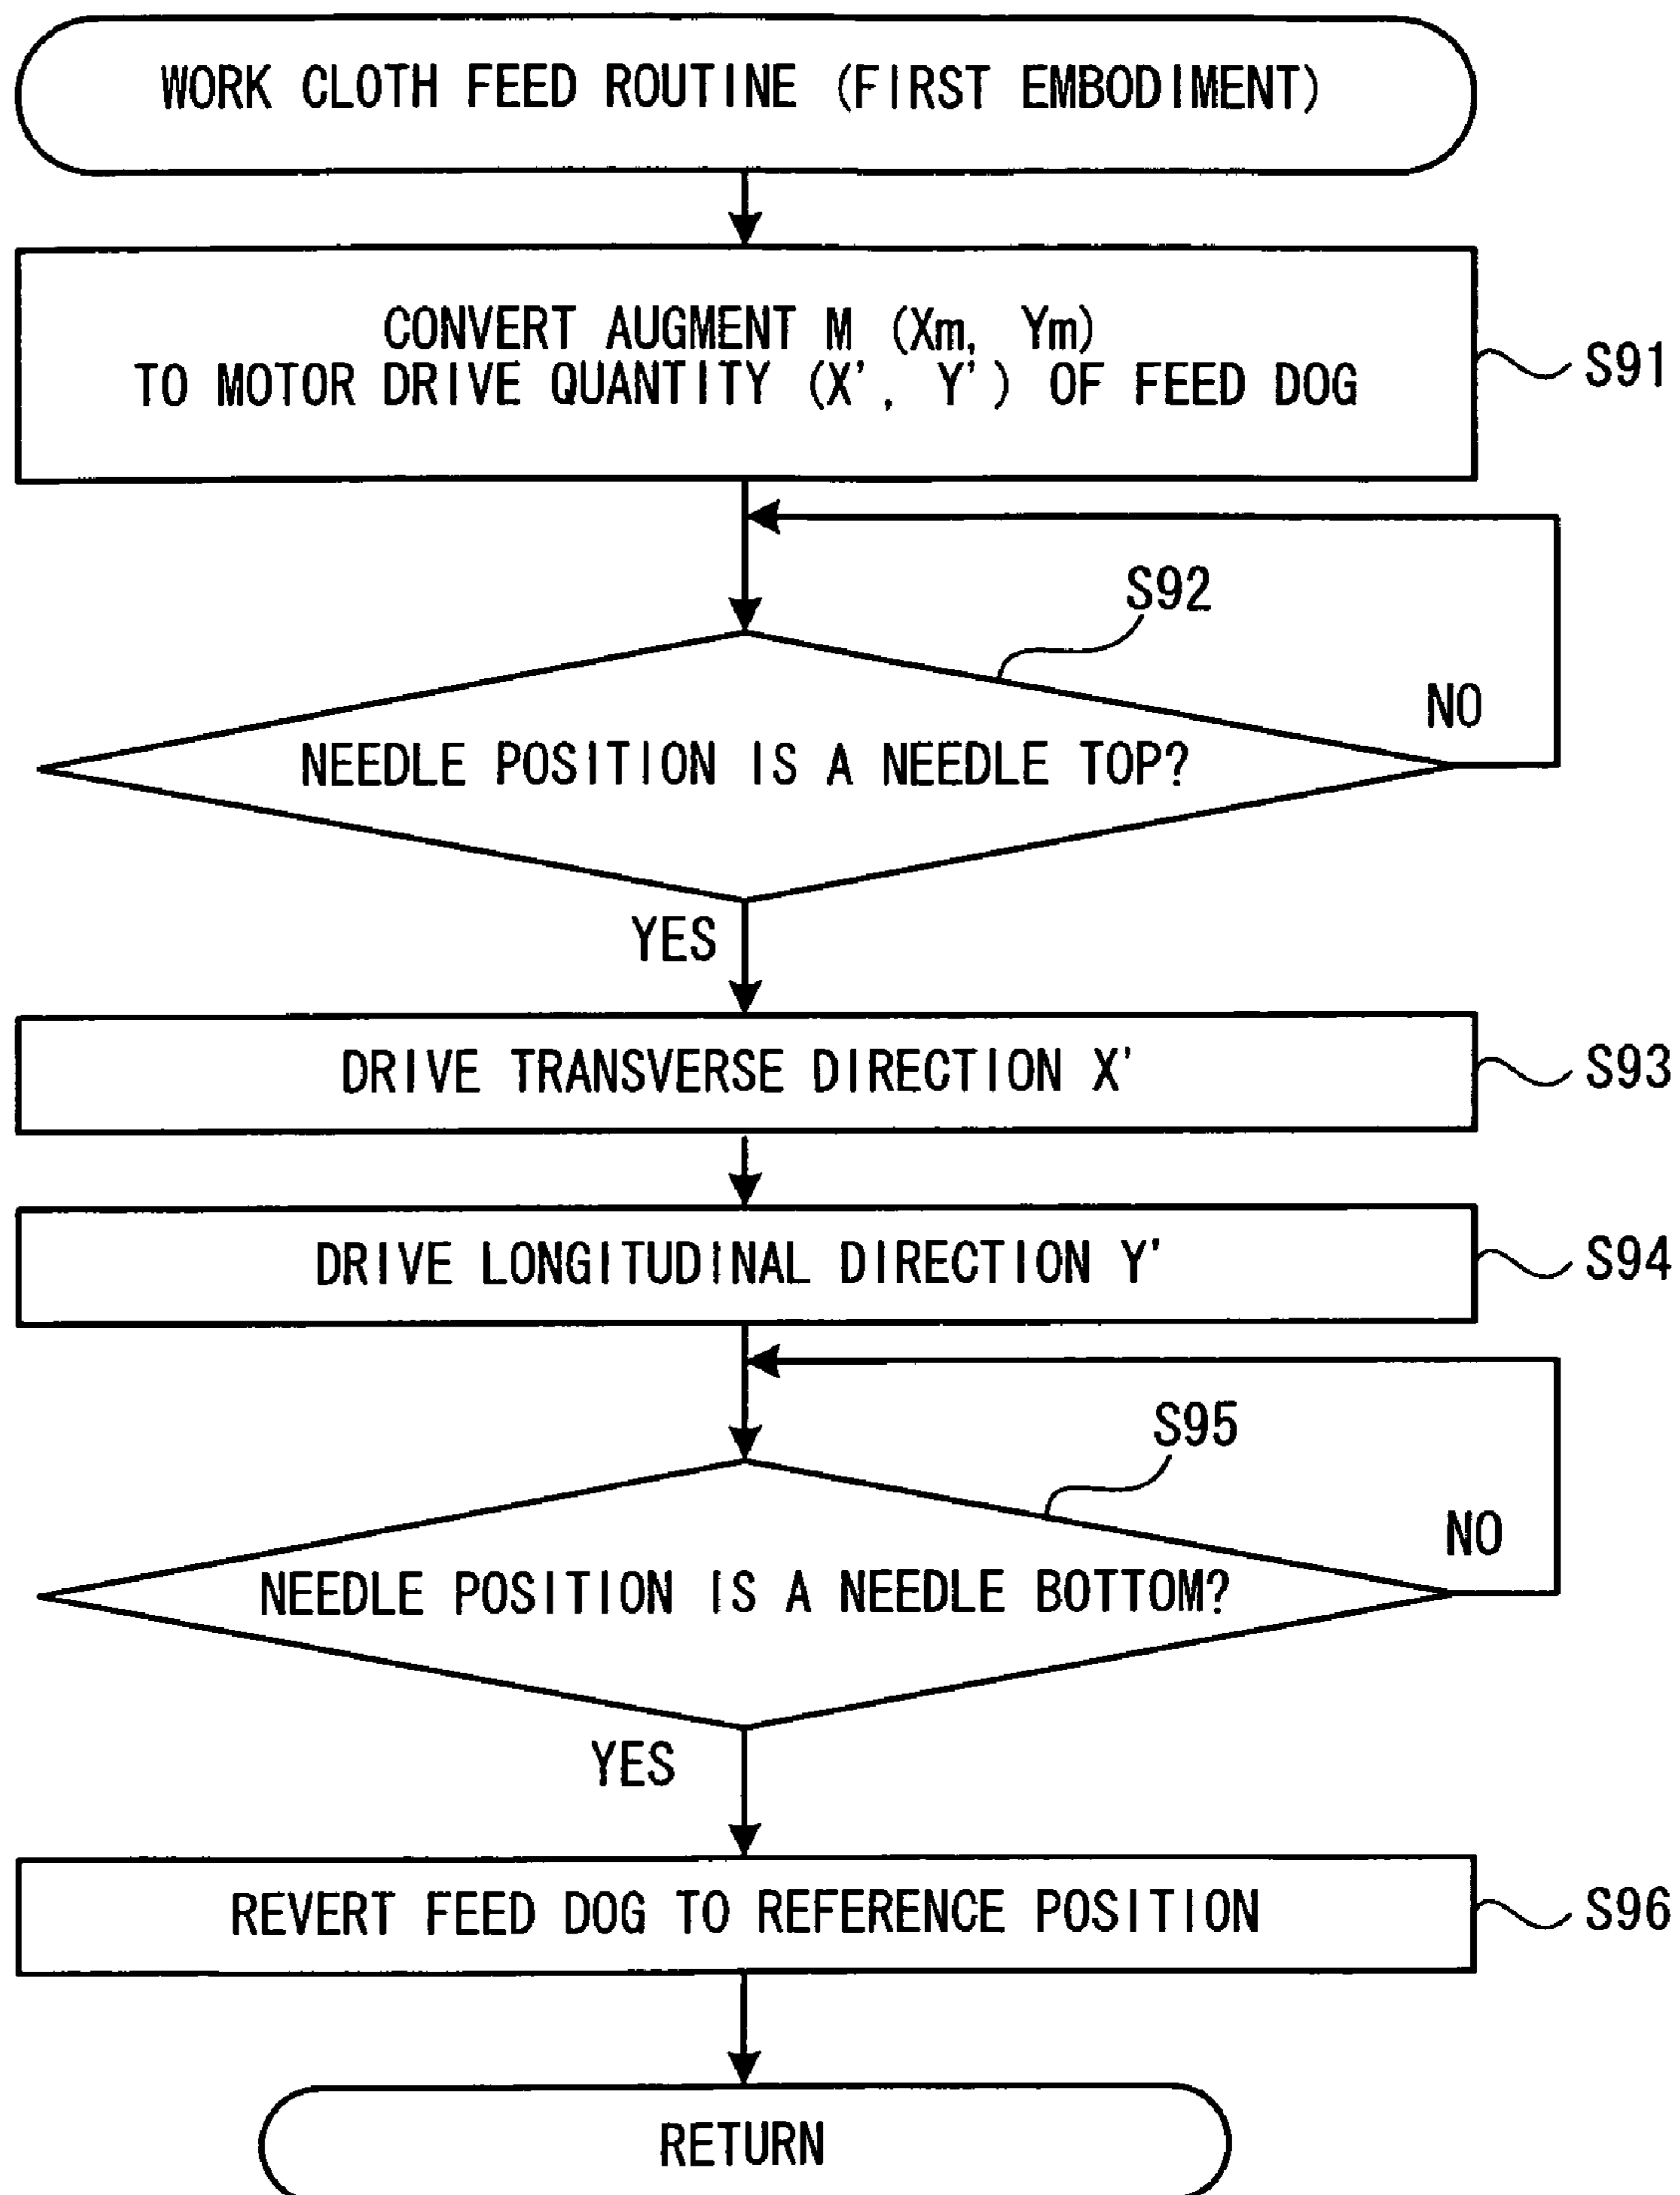 WORK CLOTH FEED ROUTINE (FIRST EMBODIMENT)
CONVERT AUGMENT M (Xm, Ym)
TO MOTOR DRIVE QUANTITY (X', Y') OF FEED DOG
S91
S92
NO
NEEDLE POSITION IS A NEEDLE TOP?
YES
DRIVE TRANSVERSE DIRECTION X'
S93
DRIVE LONGITUDINAL DIRECTION Y'
S94
S95
NO
NEEDLE POSITION IS A NEEDLE BOTTOM?
YES
REVERT FEED DOG TO REFERENCE POSITION
S96
RETURN